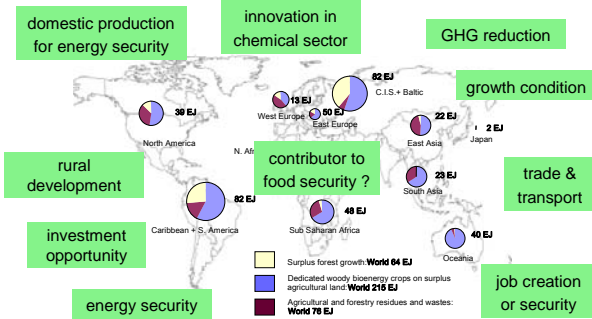 domestic production
for energy security
innovation in
chemical sector
GHG reduction
growth condition
82 EJ
C.I.S.+ Baltic
39 EJ
North America
13 EJ
West Europe
50 EJ
East Europe
22 EJ
East Asia
2 EJ
Japan
N. Afri
rural
development
contributor to
food security ?
23 EJ
South Asia
trade &
transport
82 EJ
Caribbean + S. America
48 EJ
Sub Saharan Africa
40 EJ
Oceania
investment
opportunity
energy security
Surplus forest growth: World 64 EJ
Dedicated woody bioenergy crops on surplus
agricultural land: World 215 EJ
Agricultural and forestry residues and wastes:
World 76 EJ
job creation
or security